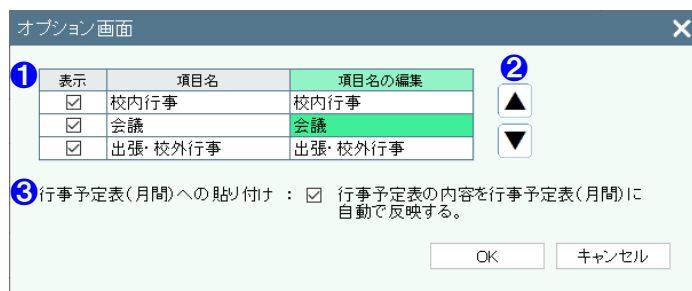 オプション画面
❶ ❷
表示 項目名 項目名の編集
☑ 校内行事 校内行事
☑ 会議 会議
☑ 出張・校外行事 出張・校外行事
▲
▼
❸行事予定表(月間)への貼り付け : ☑ 行事予定表の内容を行事予定表(月間)に
自動で反映する。
OK キャンセル